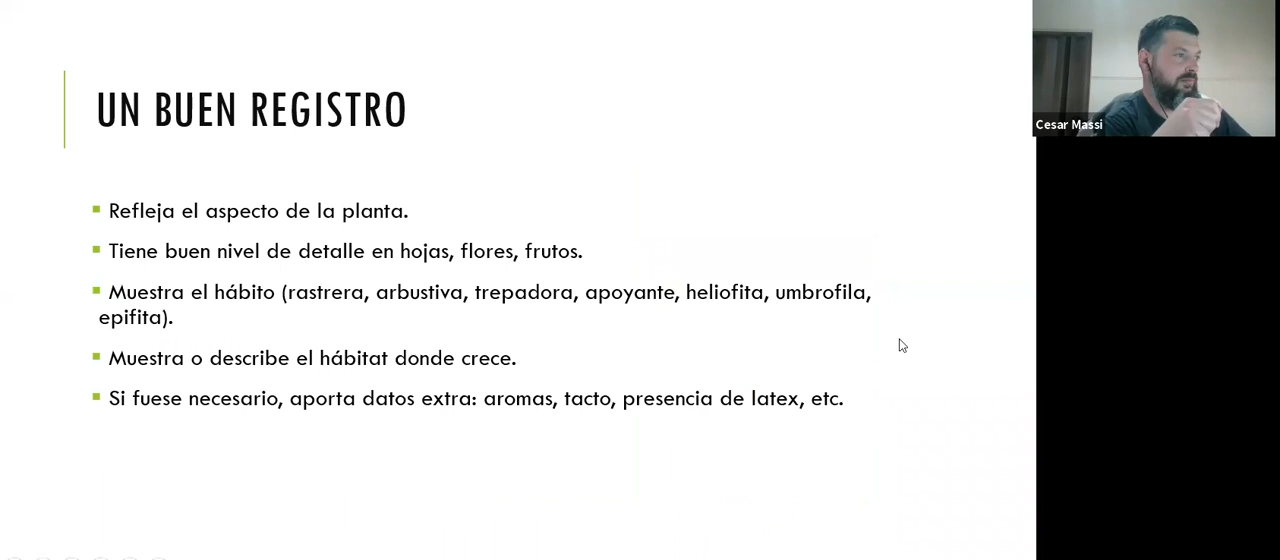 UN BUEN REGISTRO
Refleja el aspecto de la planta.
Tiene buen nivel de detalle en hojas, flores, frutos.
Muestra el hábito (rastrera, arbustiva, trepadora, apoyante, heliofita, umbrofila,
epifita).
Muestra o describe el hábitat donde crece.
Si fuese necesario, aporta datos extra: aromas, tacto, presencia de latex, etc.
Cesar Massi